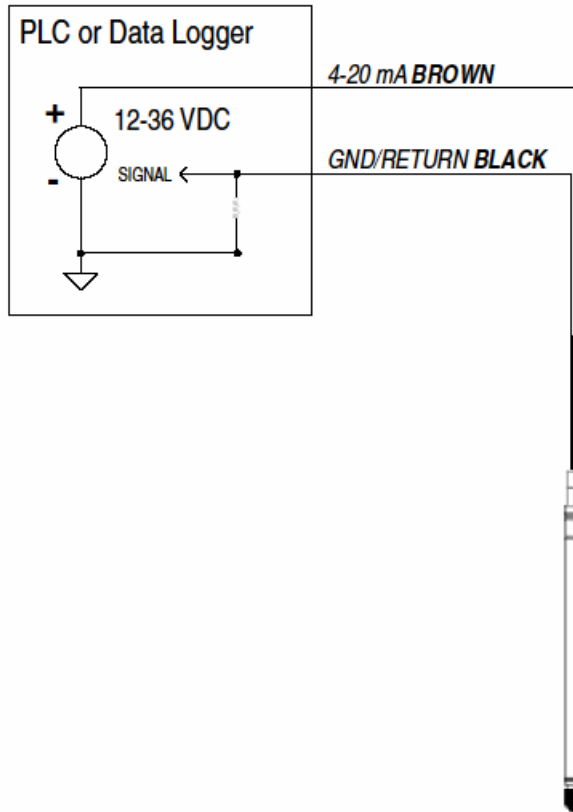 PLC or Data Logger
4-20 mA BROWN
+
12-36 VDC
GND/RETURN BLACK
SIGNAL
-